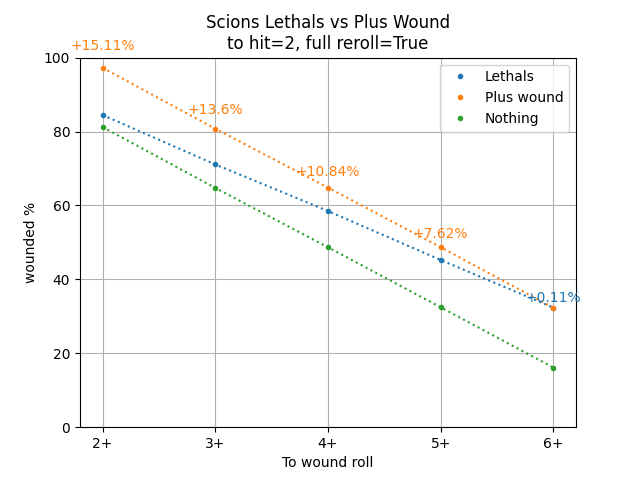 Scions Lethals vs Plus Wound
to hit=2, full reroll=True
+15.11%
+13.6%
+10.84%
+7.62%
+0.11%
Lethals
Plus wound
Nothing
wounded %
100
80
60
40
20
0
2+
3+
4+
5+
6+
To wound roll